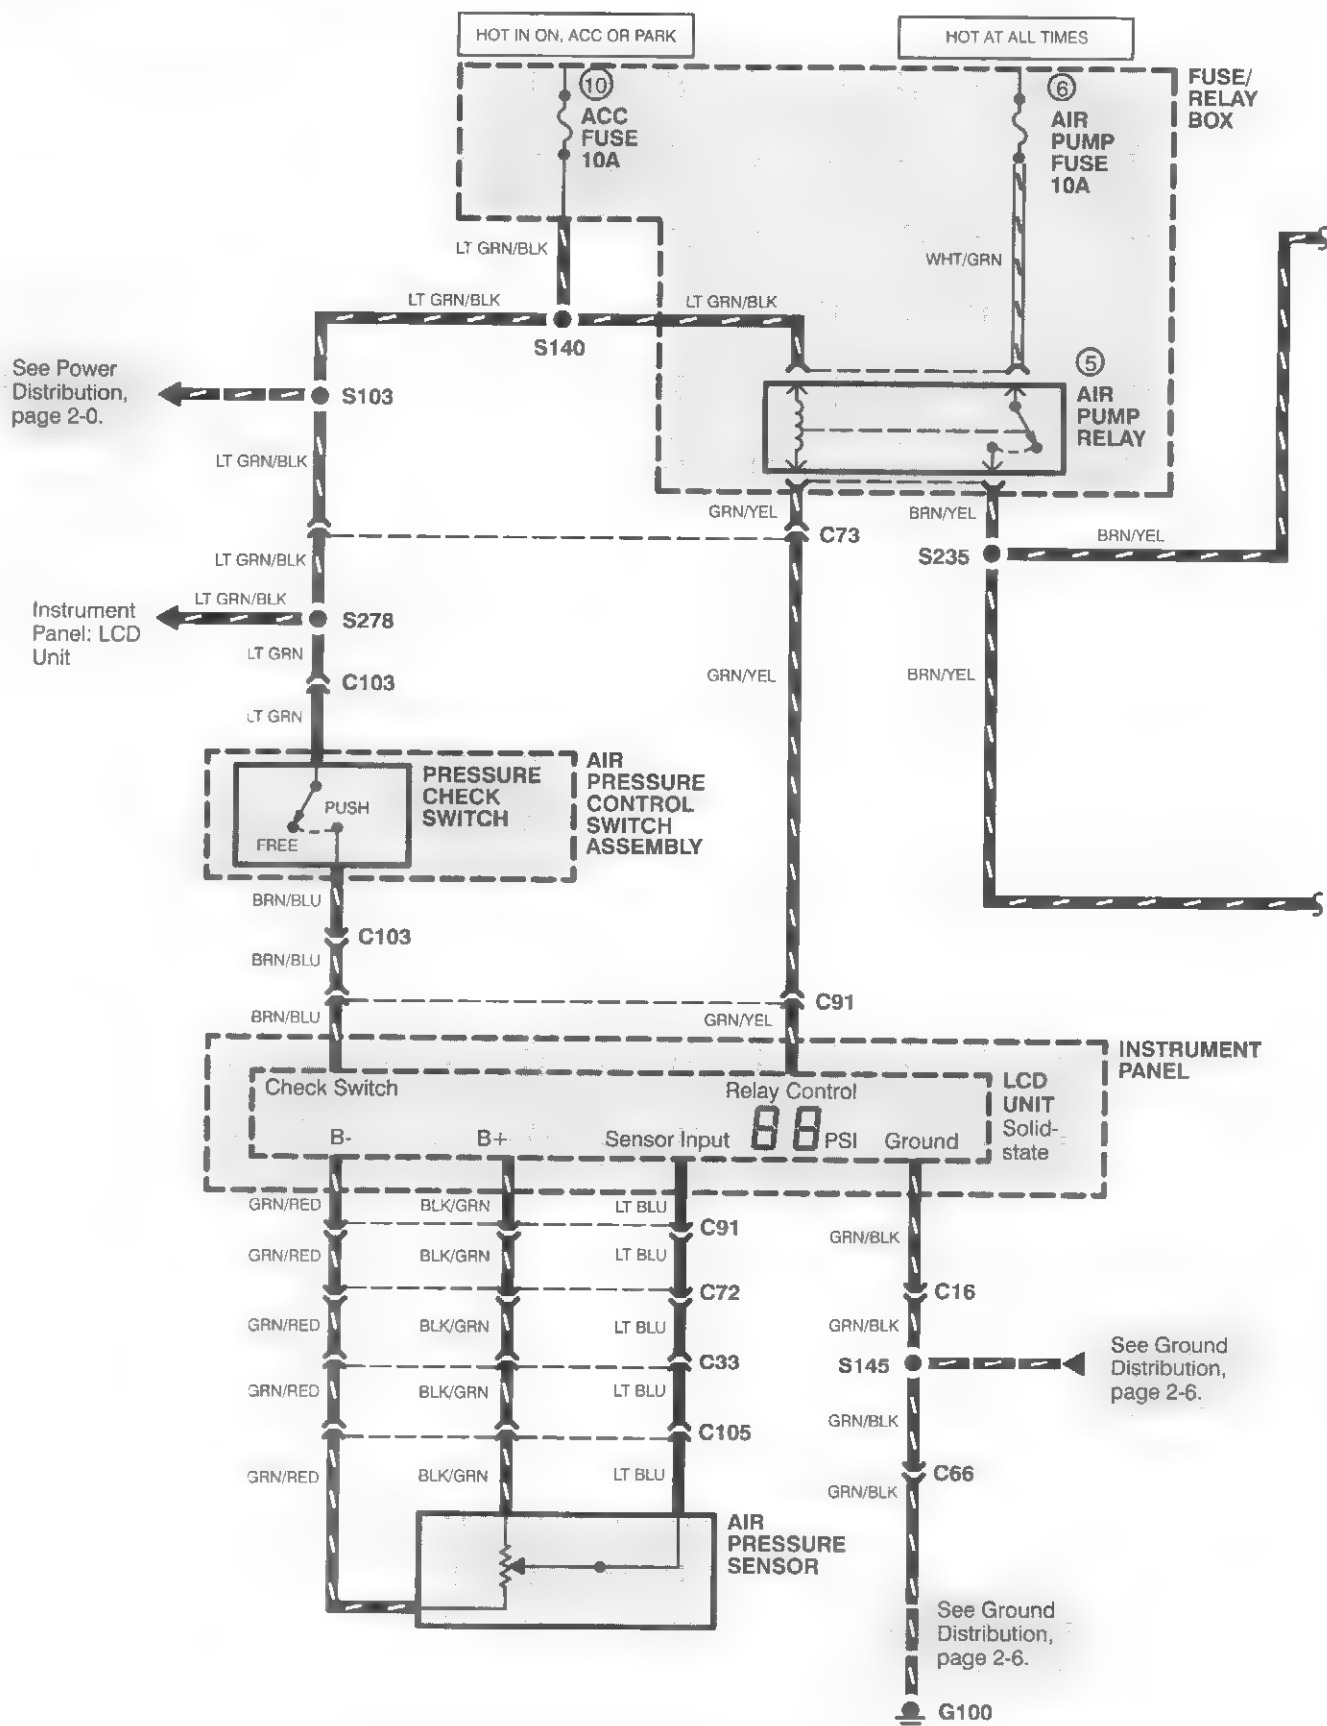 HOT IN ON, ACC OR PARK
HOT AT ALL TIMES
FUSE/
RELAY
BOX
10
ACC
FUSE
10A
6
AIR
PUMP
FUSE
10A
LT GRN/BLK
WHT/GRN
LT GRN/BLK
LT GRN/BLK
S140
See Power
Distribution,
page 2-0.
S103
5
AIR
PUMP
RELAY
LT GRN/BLK
GRN/YEL
BRN/YEL
C73
S235
BRN/YEL
LT GRN/BLK
LT GRN/BLK
Instrument
Panel: LCD
Unit
S278
LT GRN
C103
GRN/YEL
BRN/YEL
LT GRN
PRESSURE
CHECK
SWITCH
AIR
PRESSURE
CONTROL
SWITCH
ASSEMBLY
PUSH
FREE
BRN/BLU
C103
BRN/BLU
C91
BRN/BLU
GRN/YEL
INSTRUMENT
PANEL
Check Switch
Relay Control
LCD
UNIT
Solid-
state
B-
B+
Sensor Input
88 PSI
Ground
GRN/RED
BLK/GRN
LT BLU
C91
GRN/BLK
GRN/RED
BLK/GRN
LT BLU
C72
C16
GRN/RED
BLK/GRN
LT BLU
GRN/BLK
C33
S145
See Ground
Distribution,
page 2-6.
GRN/RED
BLK/GRN
LT BLU
C105
GRN/BLK
GRN/RED
BLK/GRN
LT BLU
C66
GRN/BLK
AIR
PRESSURE
SENSOR
See Ground
Distribution,
page 2-6.
G100